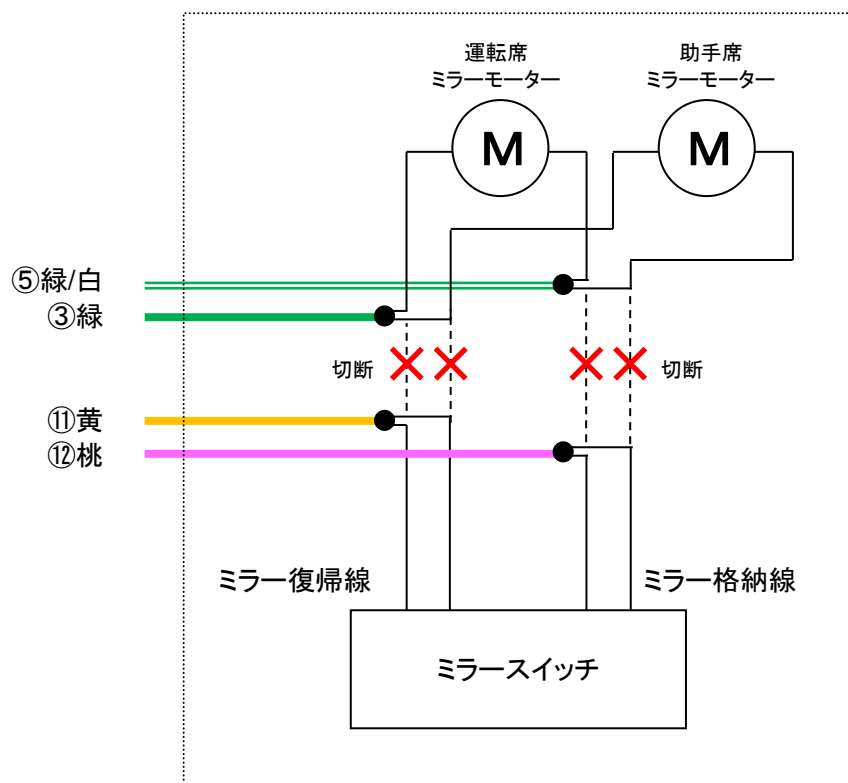 運転席
ミラーモーター
助手席
ミラーモーター
M
M
⑤緑/白
③緑
切断
切断
⑪黄
⑫桃
ミラー復帰線
ミラー格納線
ミラースイッチ